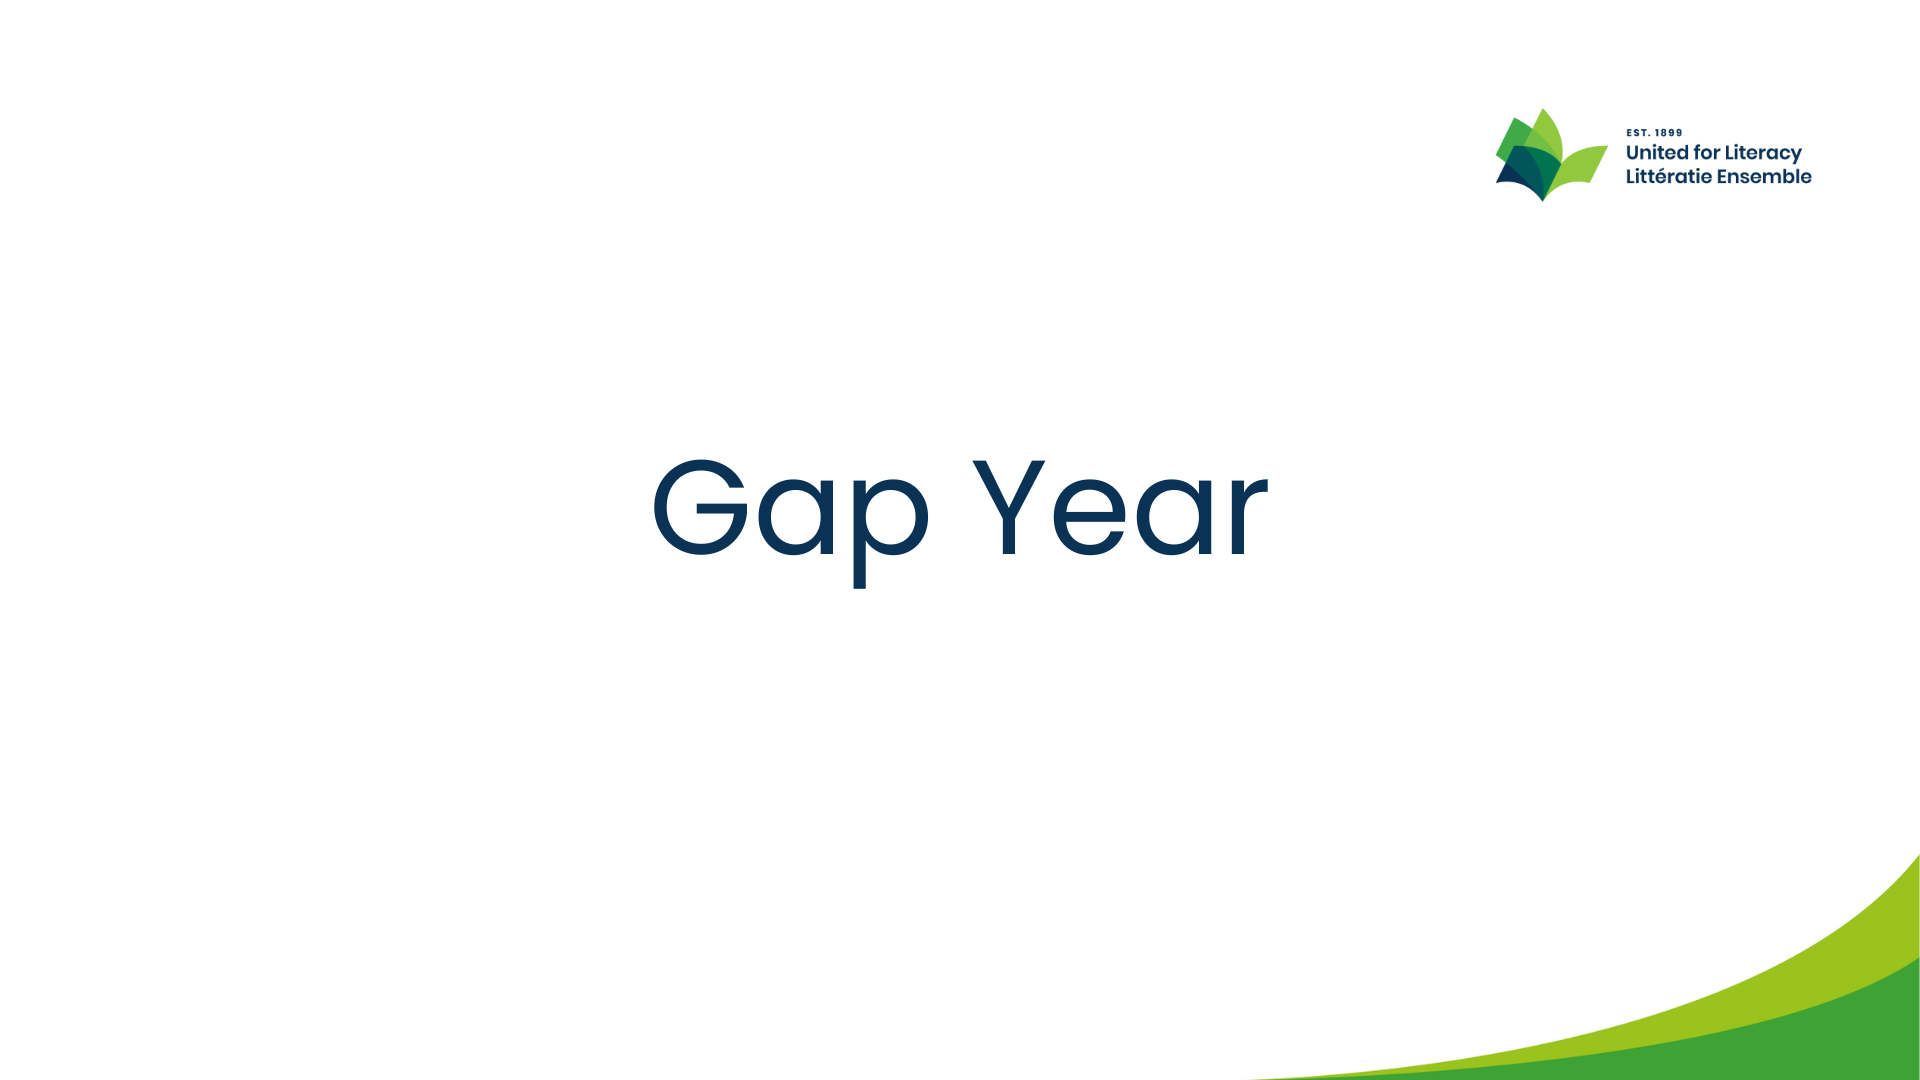 EST. 1899
United for Literacy
Littératie Ensemble
Gap Year